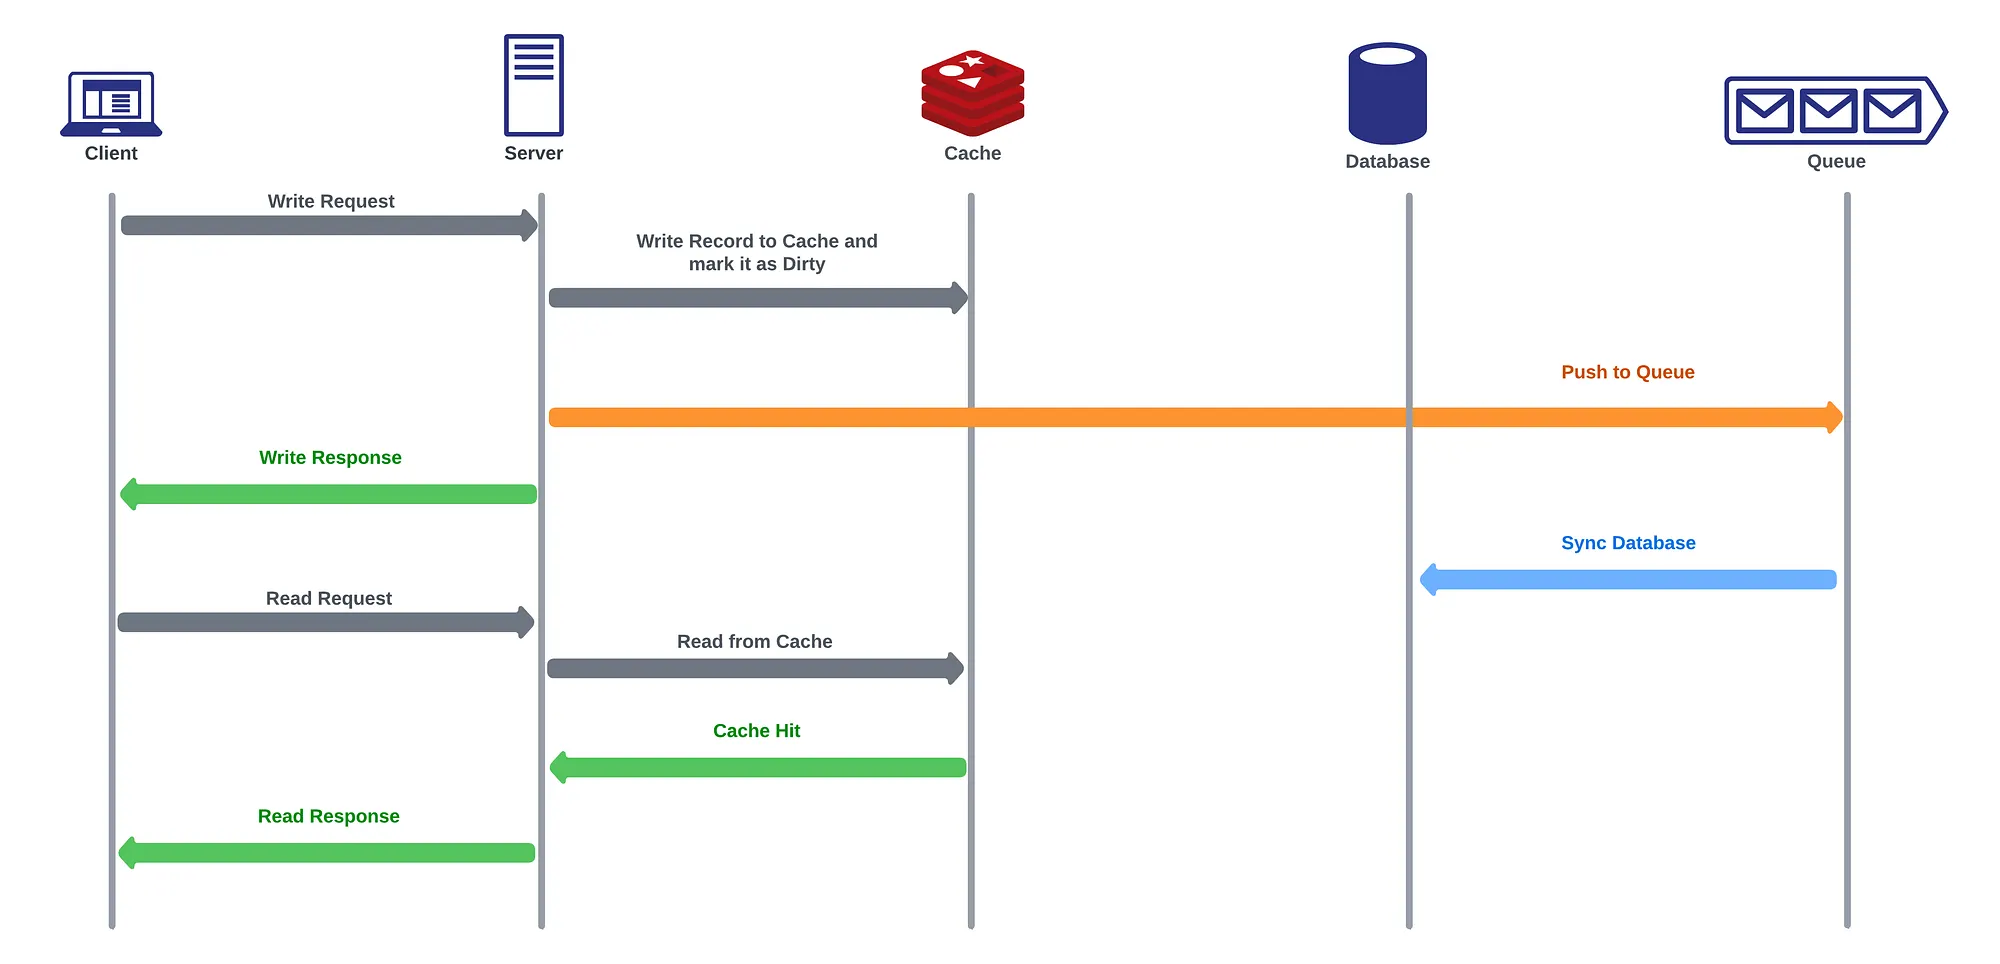 Client
Server
Cache
Database
Queue
Write Request
Write Record to Cache and
mark it as Dirty
Push to Queue
Write Response
Sync Database
Read Request
Read from Cache
Cache Hit
Read Response